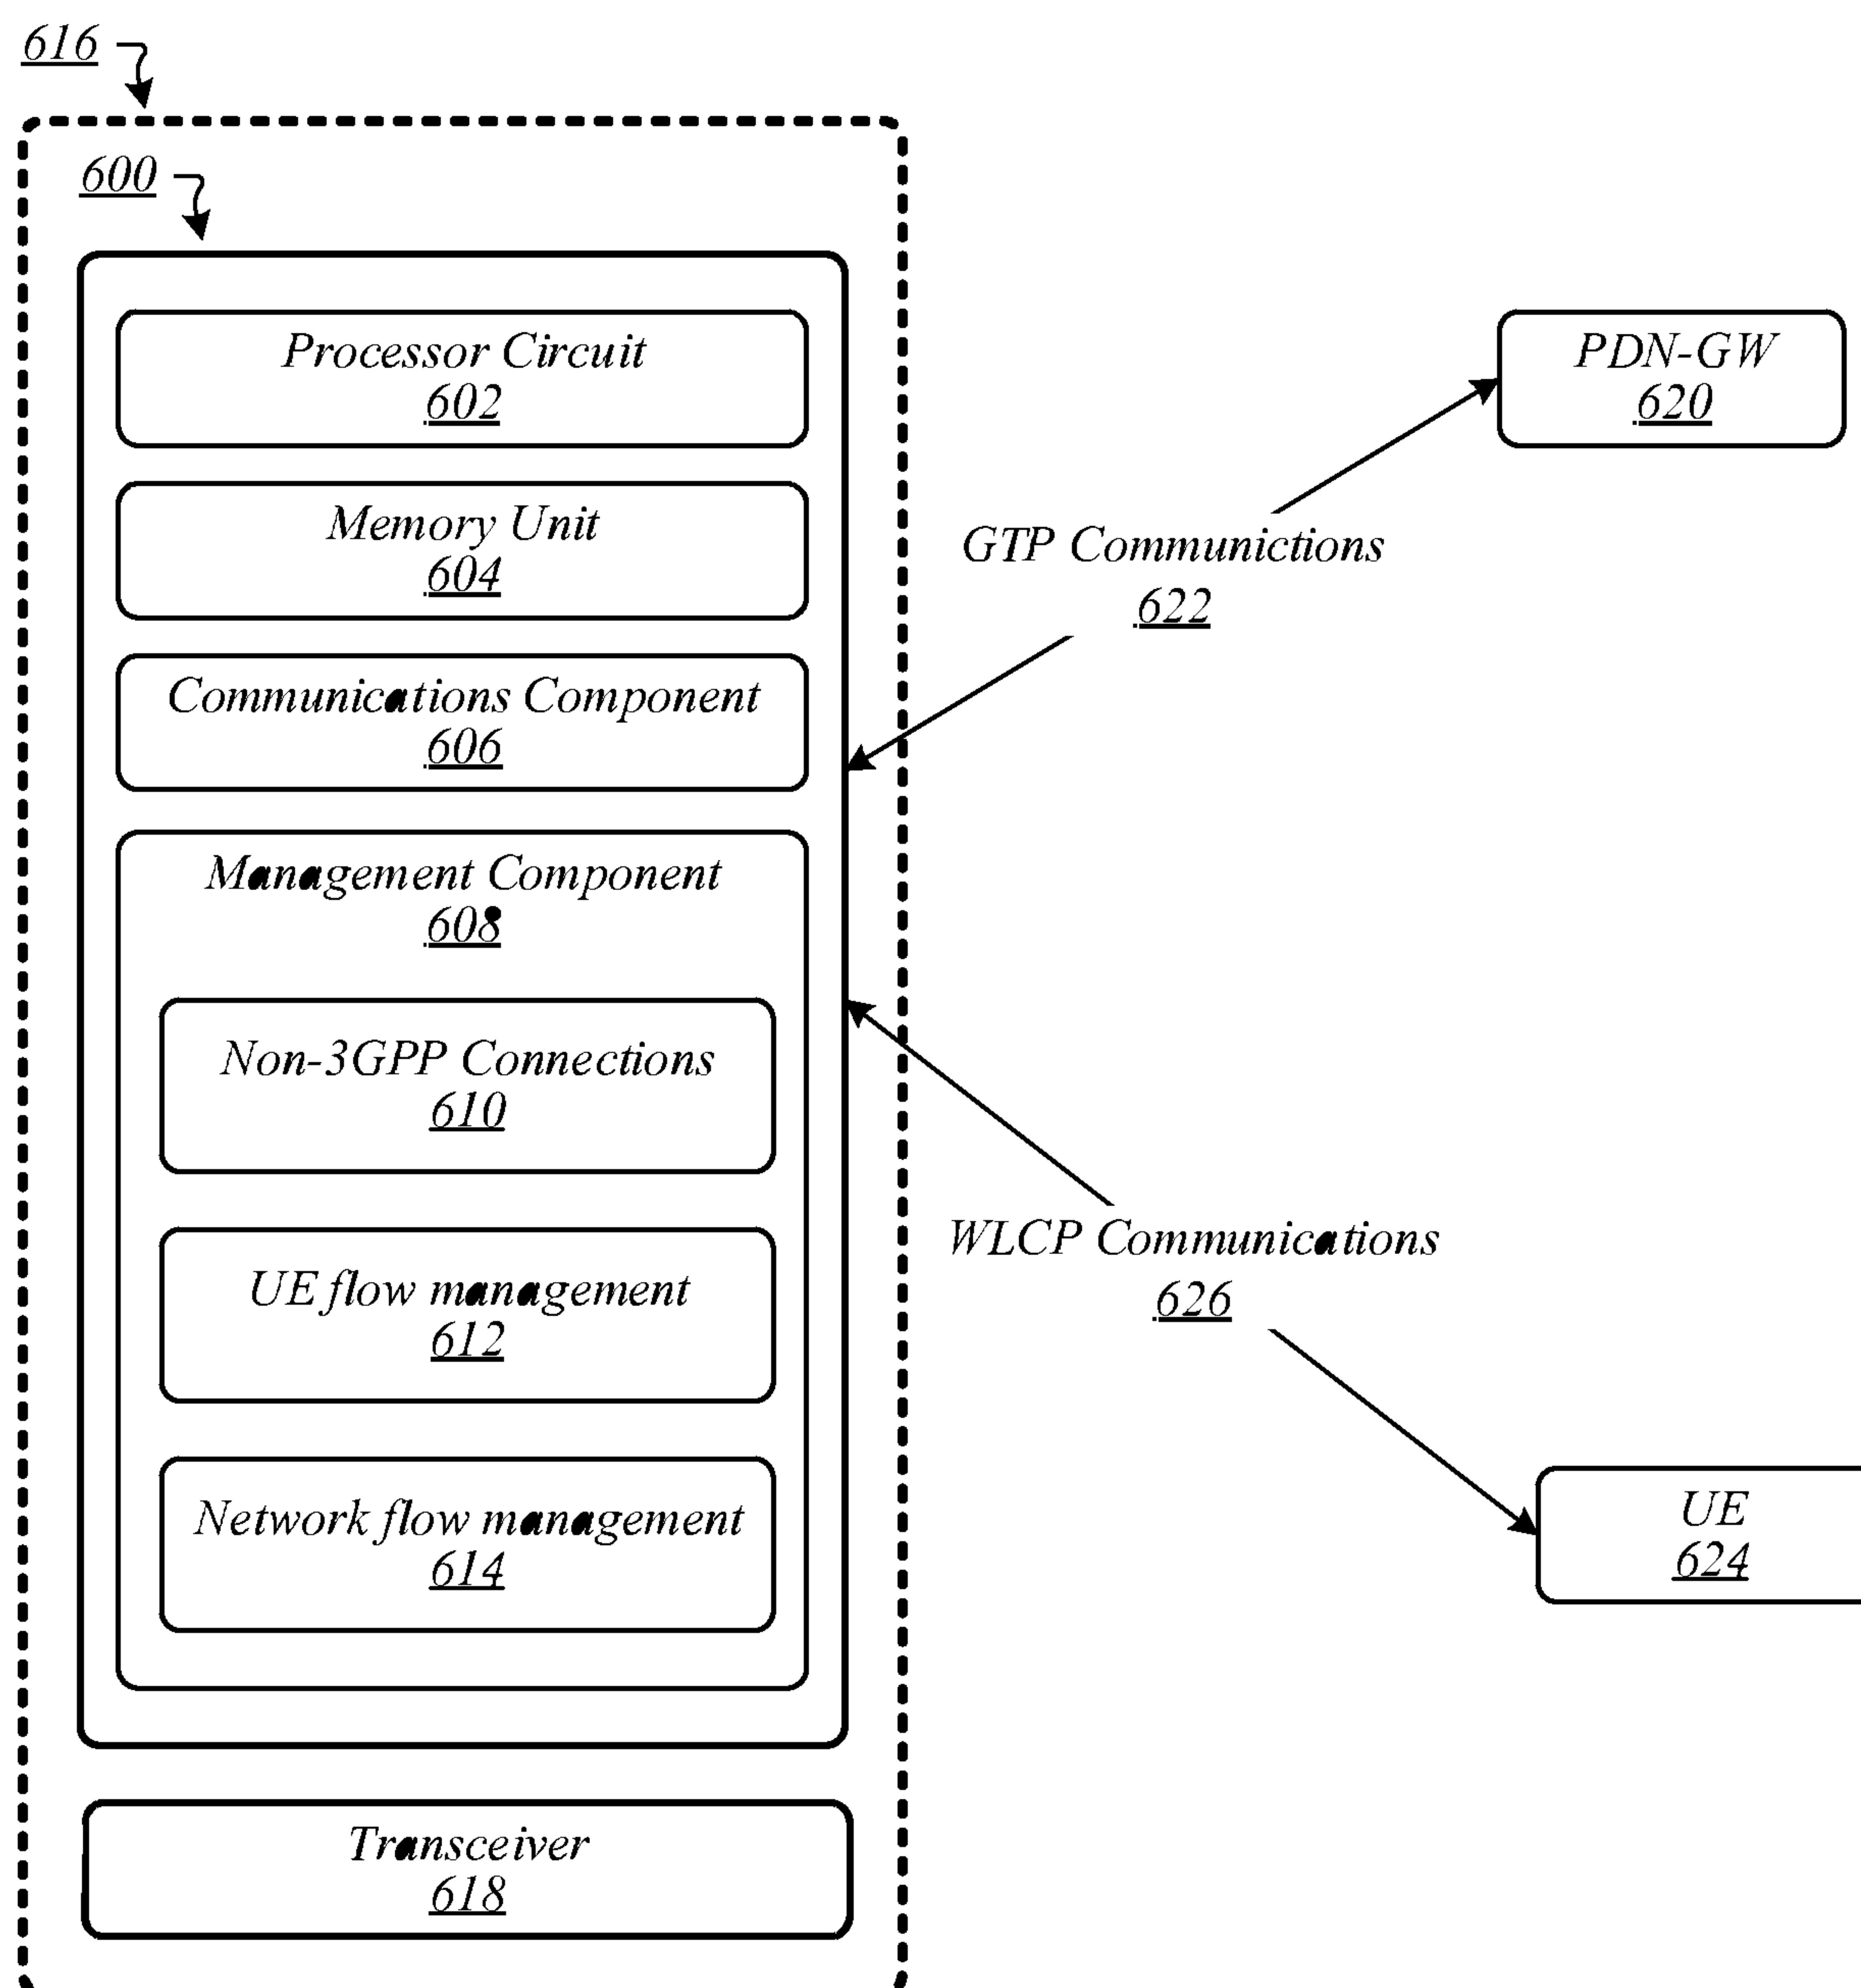 616
600
Processor Circuit
602
Memory Unit
604
Communications Component
606
Management Component
608
Non-3GPP Connections
610
UE flow management
612
Network flow management
614
Transceiver
618
PDN-GW
620
GTP Communictions
622
WLCP Communications
626
UE
624